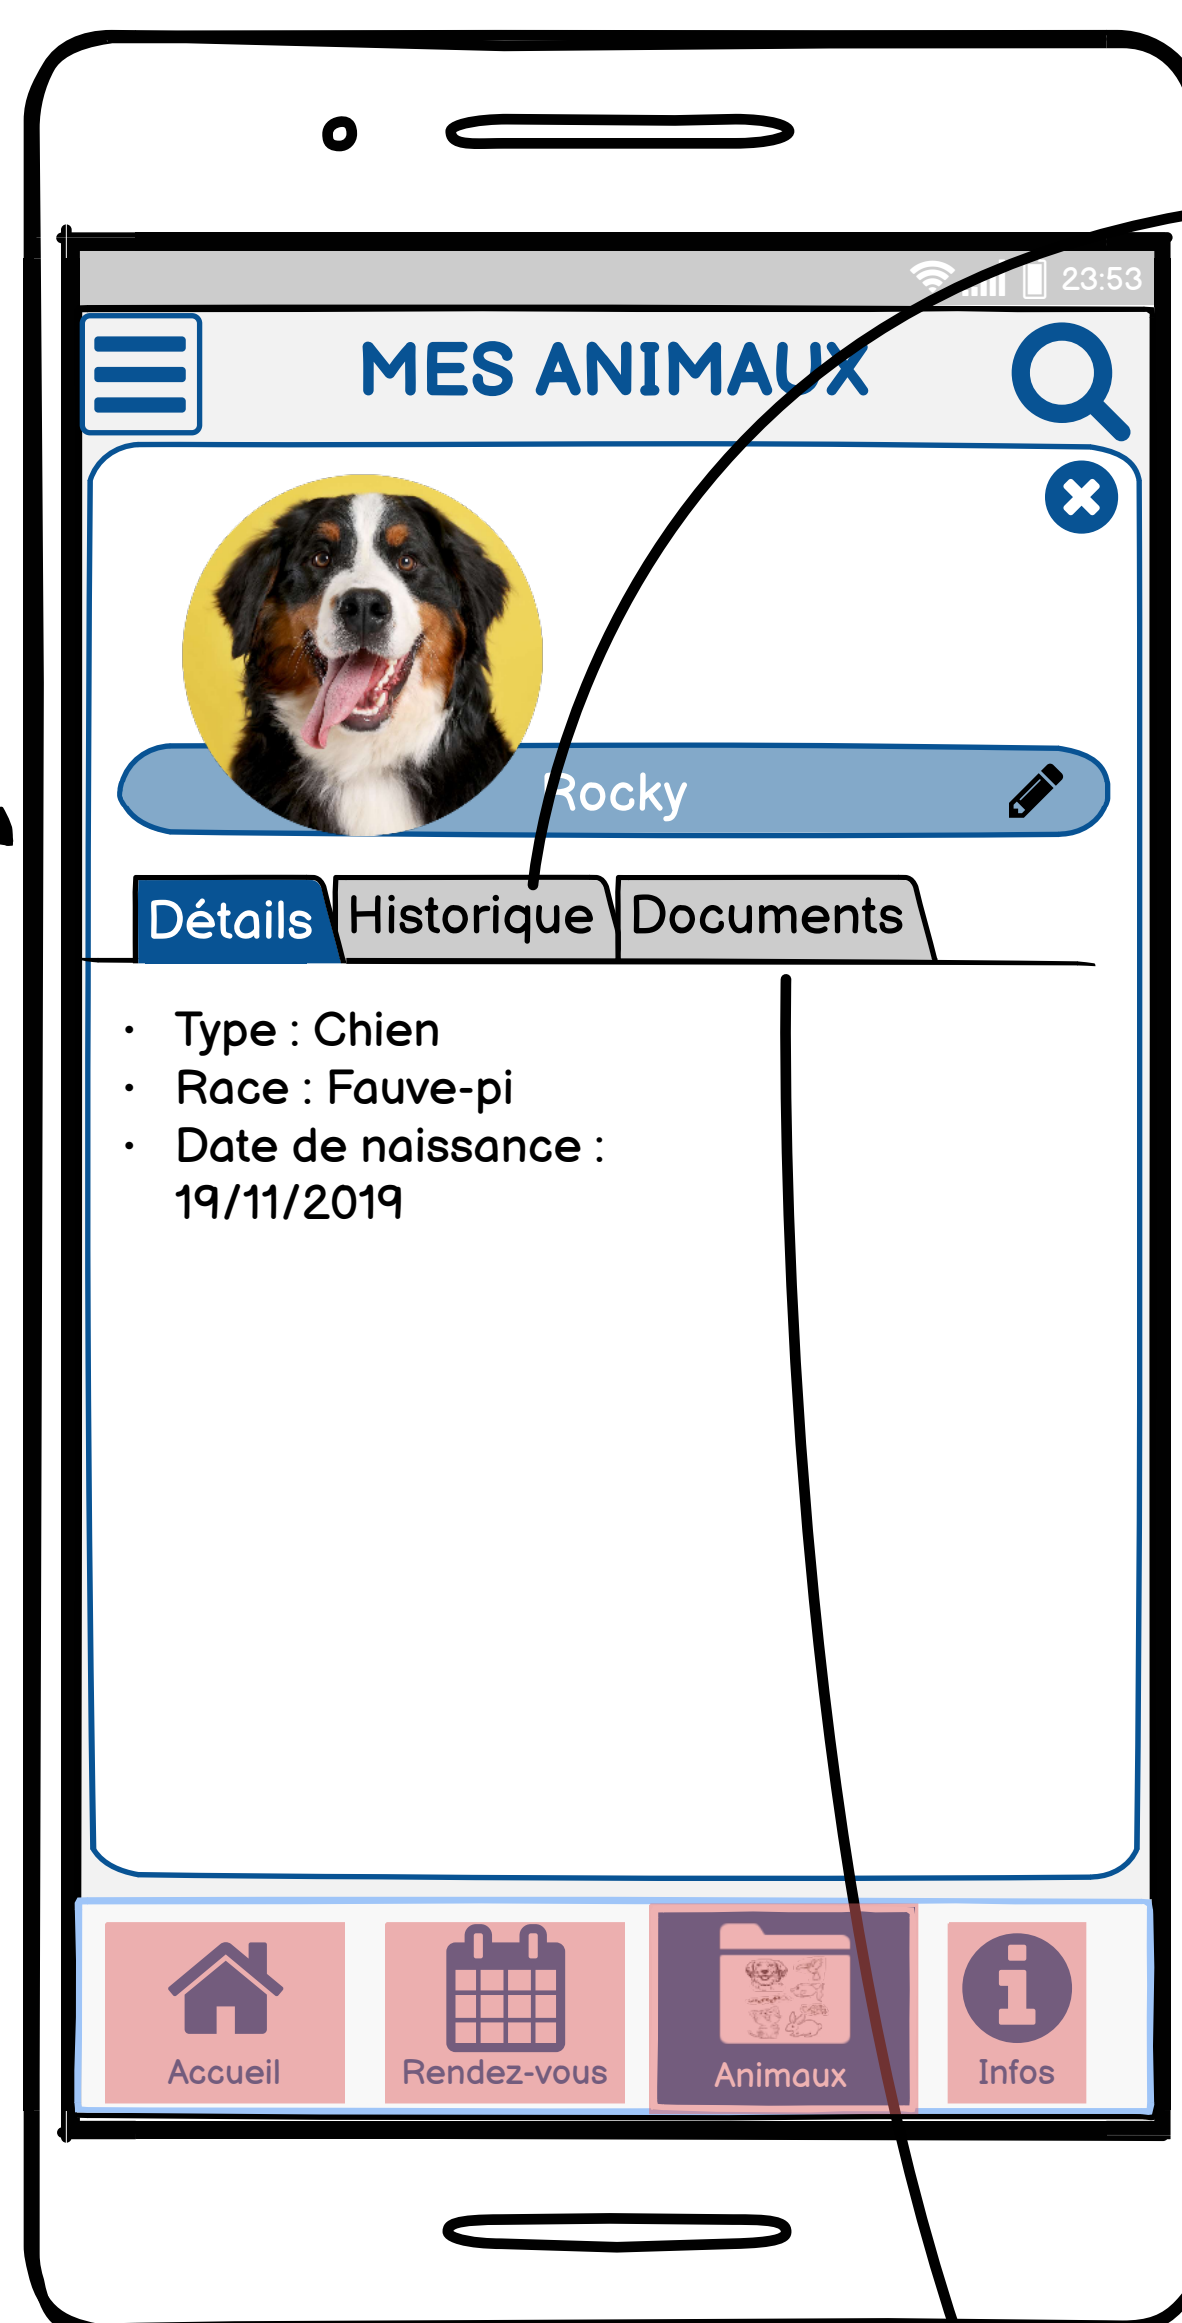 23:53
MES ANIMAUX
Rocky
Détails Historique Documents
· Type : Chien
· Race : Fauve-pi
· Date de naissance :
19/11/2019
Accueil Rendez-vous Animaux Infos